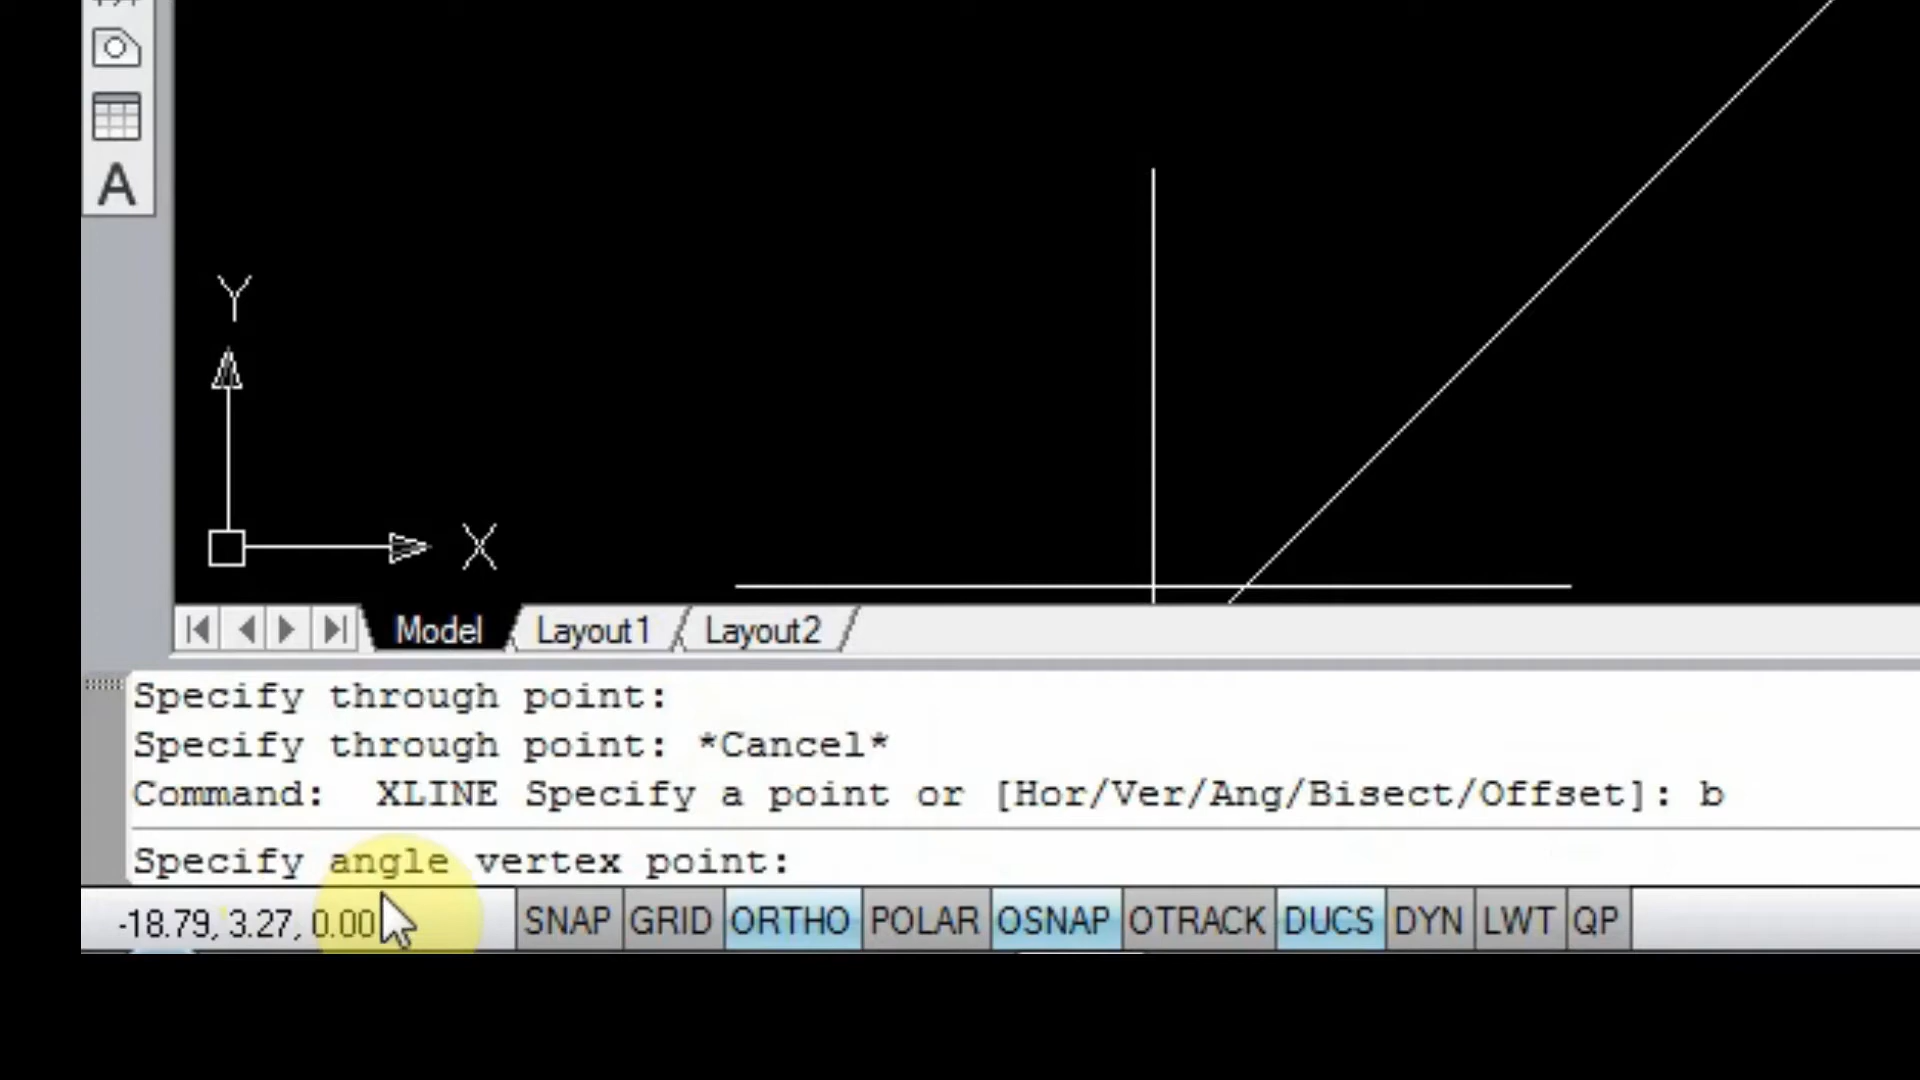 A
Y
X
Model Layout1 Layout2
Specify through point:
Specify through point: *Cancel*
Command:  XLINE Specify a point or [Hor/Ver/Ang/Bisect/Offset]: b
Specify angle vertex point:
-18.79, 3.27, 0.00 SNAP GRID ORTHO POLAR OSNAP OTRACK DUCS DYN LWT QP